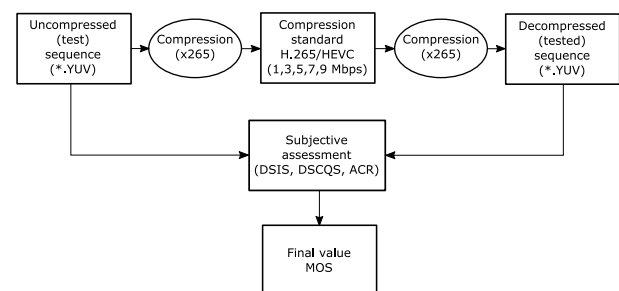 Uncompressed
(test)
sequence
(*.YUV)
Compression
(x265)
Compression
standard
H.265/HEVC
(1,3,5,7,9 Mbps)
Compression
(x265)
Decompressed
(tested)
sequence
(*.YUV)
Subjective
assessment
(DSIS, DSCQS, ACR)
Final value
MOS